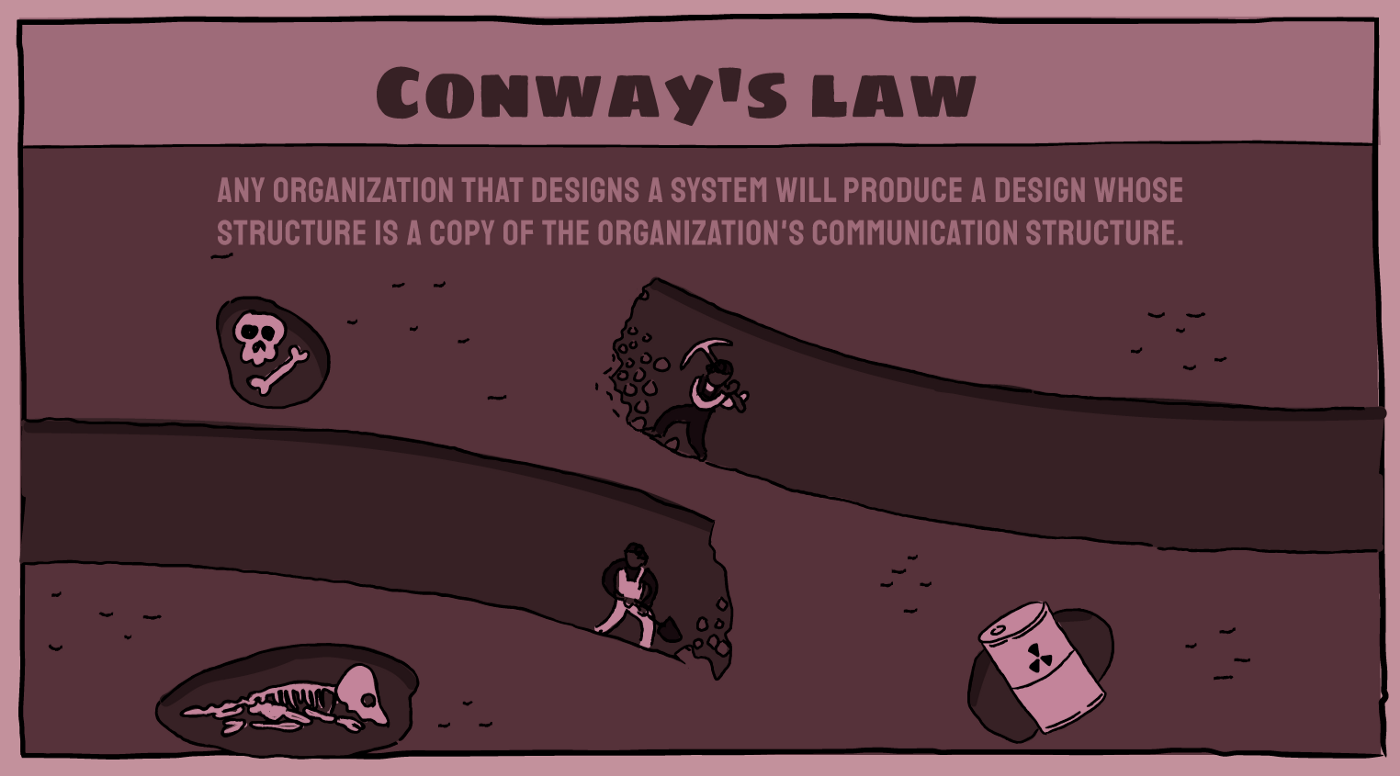 Conway's law
ANY ORGANIZATION THAT DESIGNS A SYSTEM WILL PRODUCE A DESIGN WHOSE
STRUCTURE IS A COPY OF THE ORGANIZATION'S COMMUNICATION STRUCTURE.